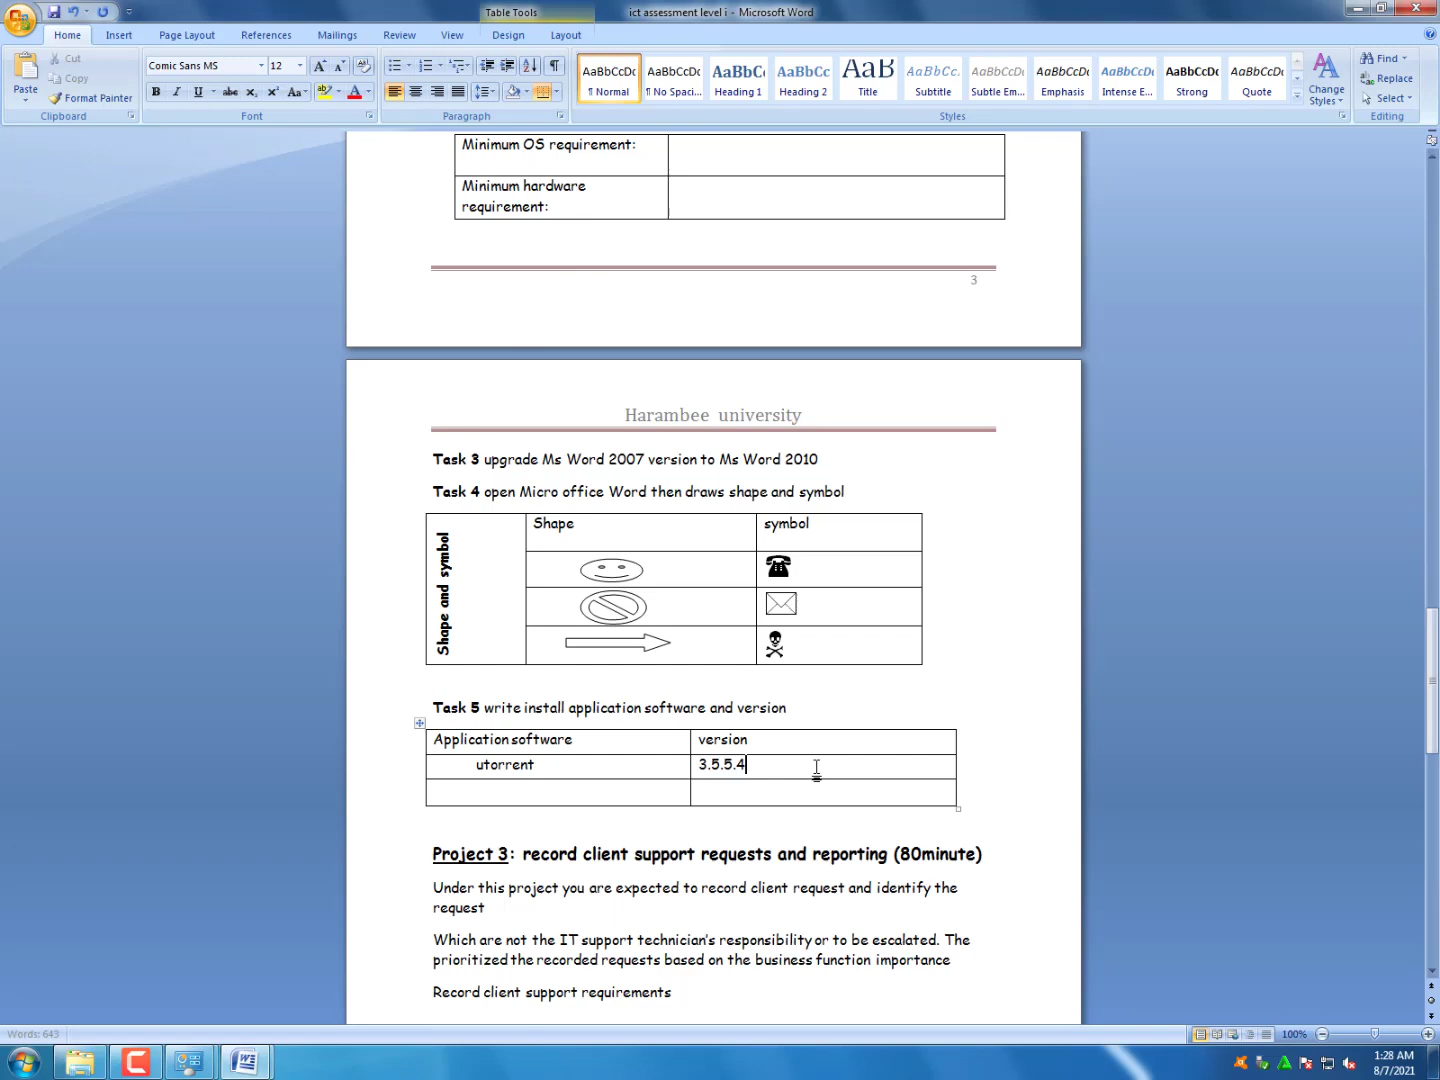 Table Tools
ict assessment level i - Microsoft Word
Home Insert Page Layout References Mailings Review View Design Layout
Paste
Cut
Copy
Format Painter
Clipboard
Comic Sans MS 12
Font
Paragraph
AaBbCcDc AaBbCcDc AaBbC AaBbCc AaB AaBbCc. AaBbCcDc AaBbCcDc AaBbCcDc AaBbCcDc AaBbCcDc
¶ Normal ¶ No Spaci... Heading 1 Heading 2 Title Subtitle Subtle Em... Emphasis Intense E... Strong Quote
Change Styles
Styles
Find
Replace
Select
Editing
Minimum OS requirement:
Minimum hardware
requirement:
3
Harambee university
Task 3 upgrade Ms Word 2007 version to Ms Word 2010
Task 4 open Micro office Word then draws shape and symbol
Shape and symbol
Shape symbol
Task 5 write install application software and version
Application software version
utorrent 3.5.5.4
Project 3: record client support requests and reporting (80minute)
Under this project you are expected to record client request and identify the
request
Which are not the IT support technician's responsibility or to be escalated. The
prioritized the recorded requests based on the business function importance
Record client support requirements
Words: 643
100%
1:28 AM
8/7/2021